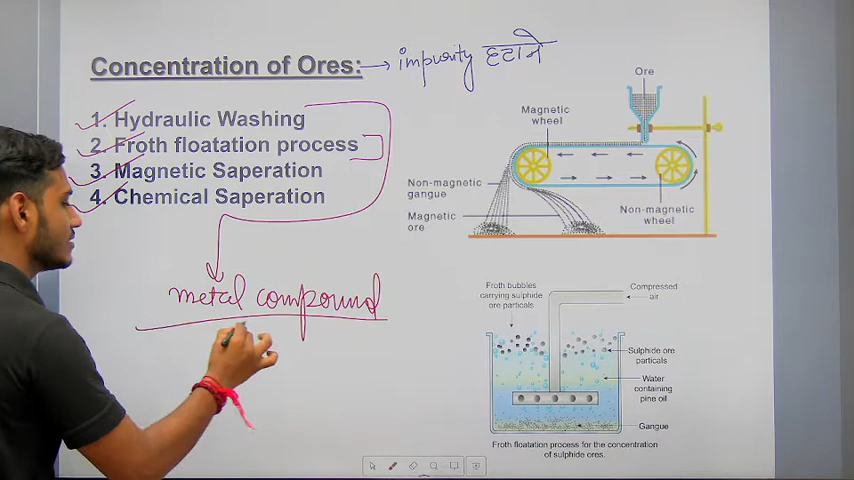 Concentration of Ores: → impurity हटाने
1. Hydraulic Washing
2. Froth floatation process
3. Magnetic Saperation
4. Chemical Saperation
metal compound
Ore
Magnetic
wheel
Non-magnetic
gangue
Magnetic
ore
Non-magnetic
wheel
Froth bubbles
carrying sulphide
ore particals
Compressed
air
Sulphide ore
particals
Water
containing
pine oil
Gangue
Froth floatation process for the concentration
of sulphide ores.